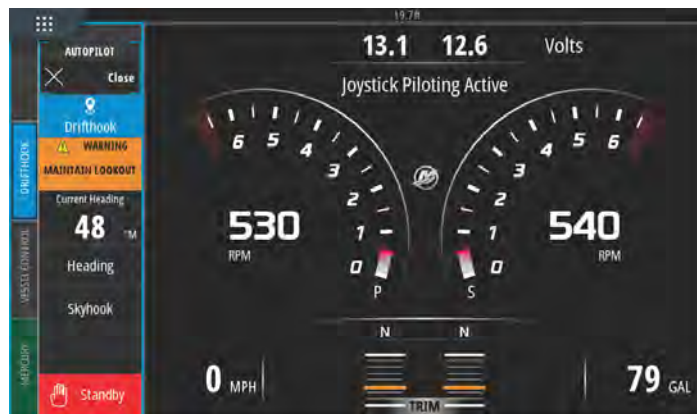 19.7ft
AUTOPILOT
Close
Drifthook
WARNING
MAINTAIN LOOKOUT
Current Heading
48 °M
Heading
Skyhook
Standby
DRIFTHOOK
VESSEL CONTROL
MERCURY
13.1 12.6 Volts
Joystick Piloting Active
6 5 4 3 2 1 0
530
RPM
P
6 5 4 3 2 1 0
540
RPM
S
N N
0 MPH
TRIM
79 GAL